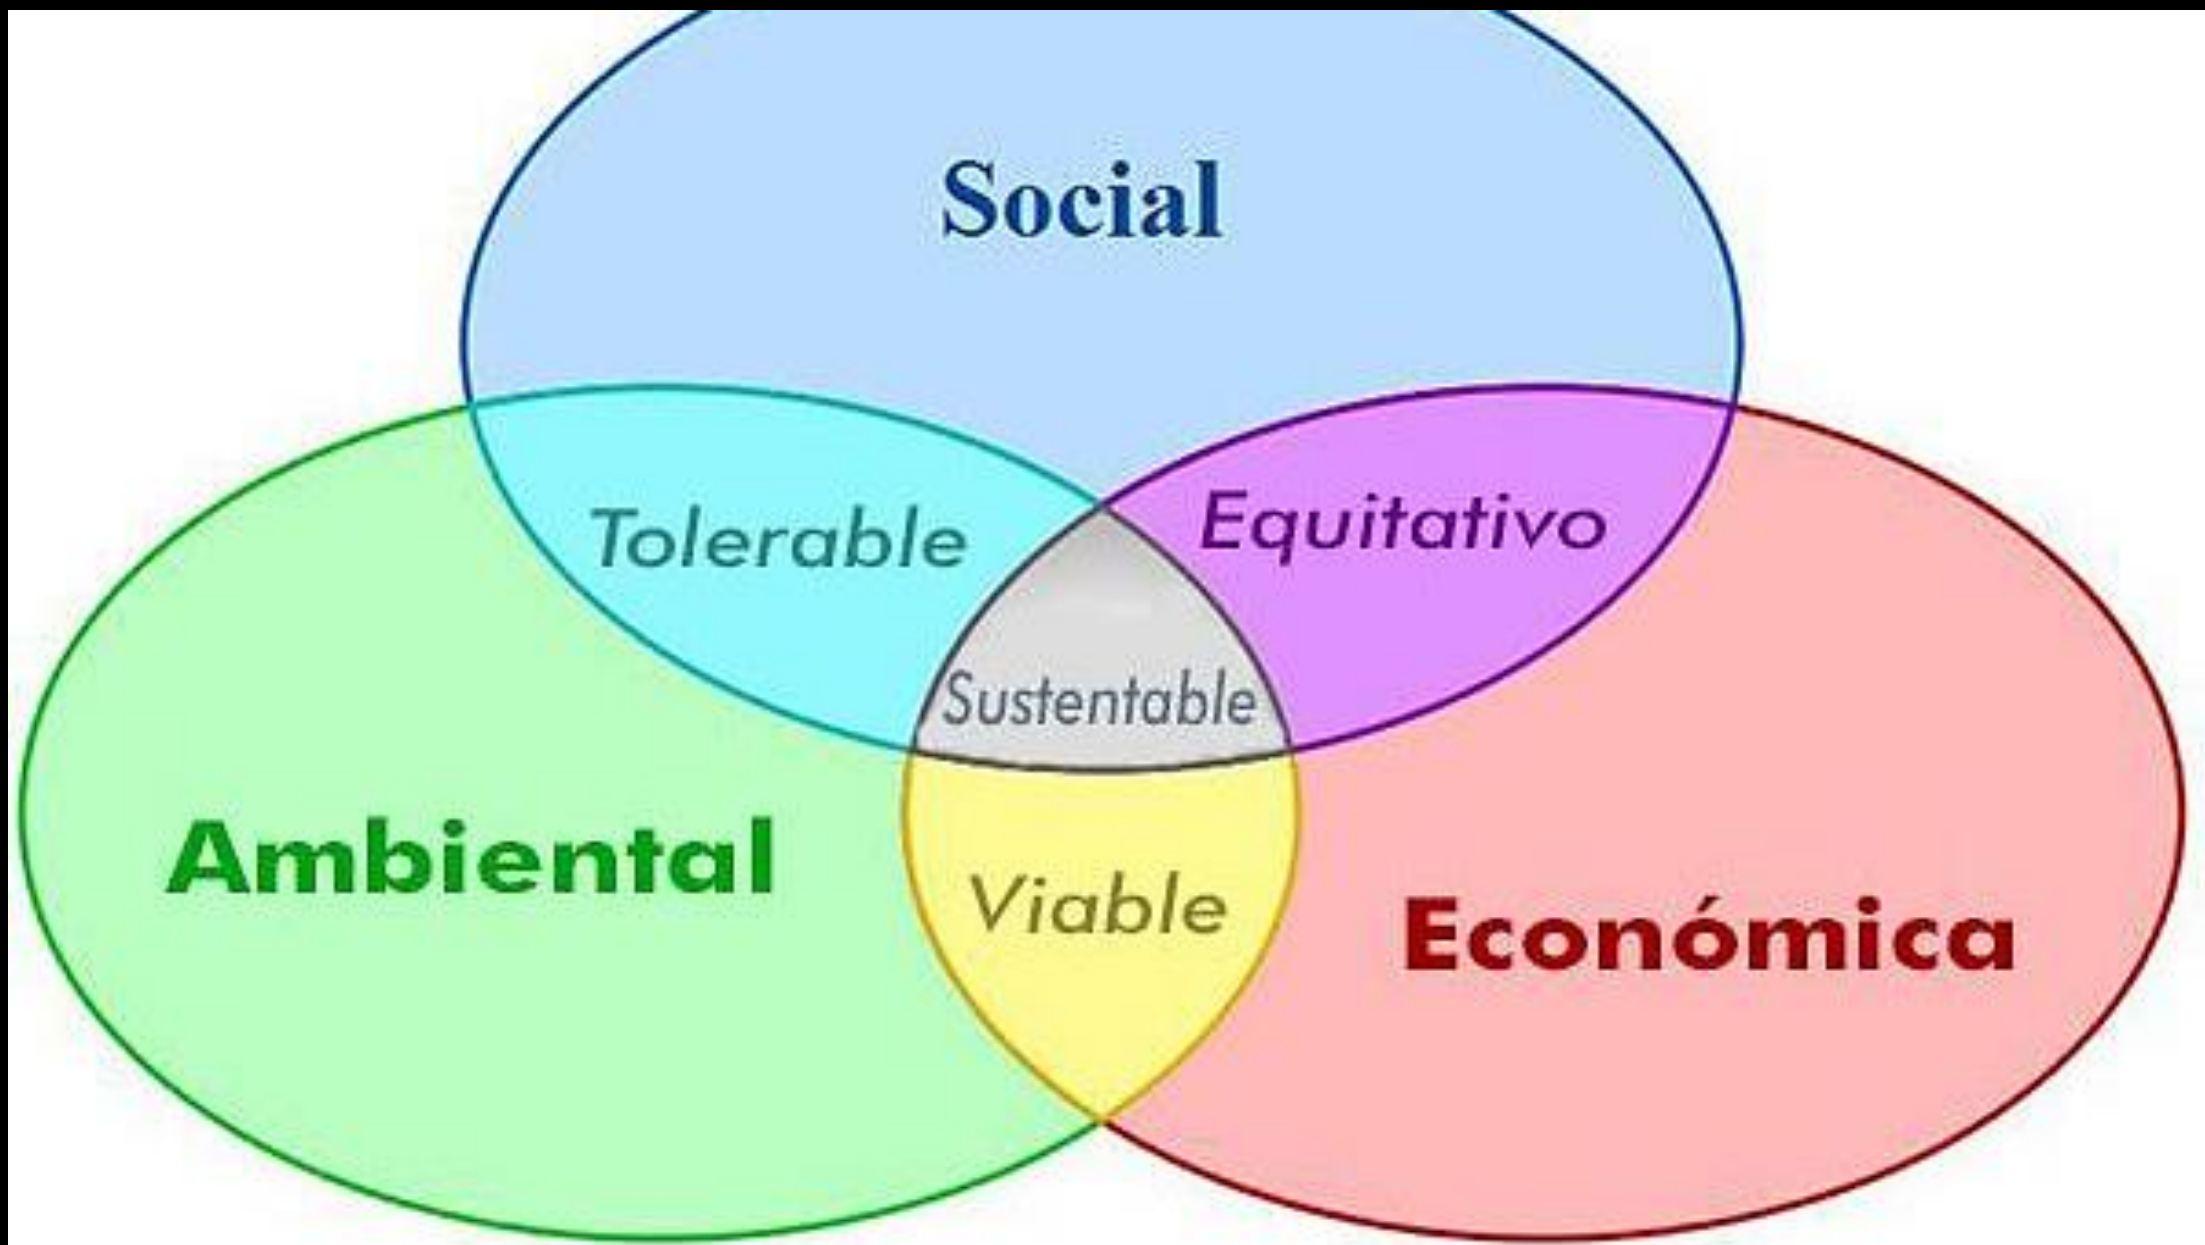 Social
Tolerable
Equitativo
Sustentable
Ambiental
Viable
Económica